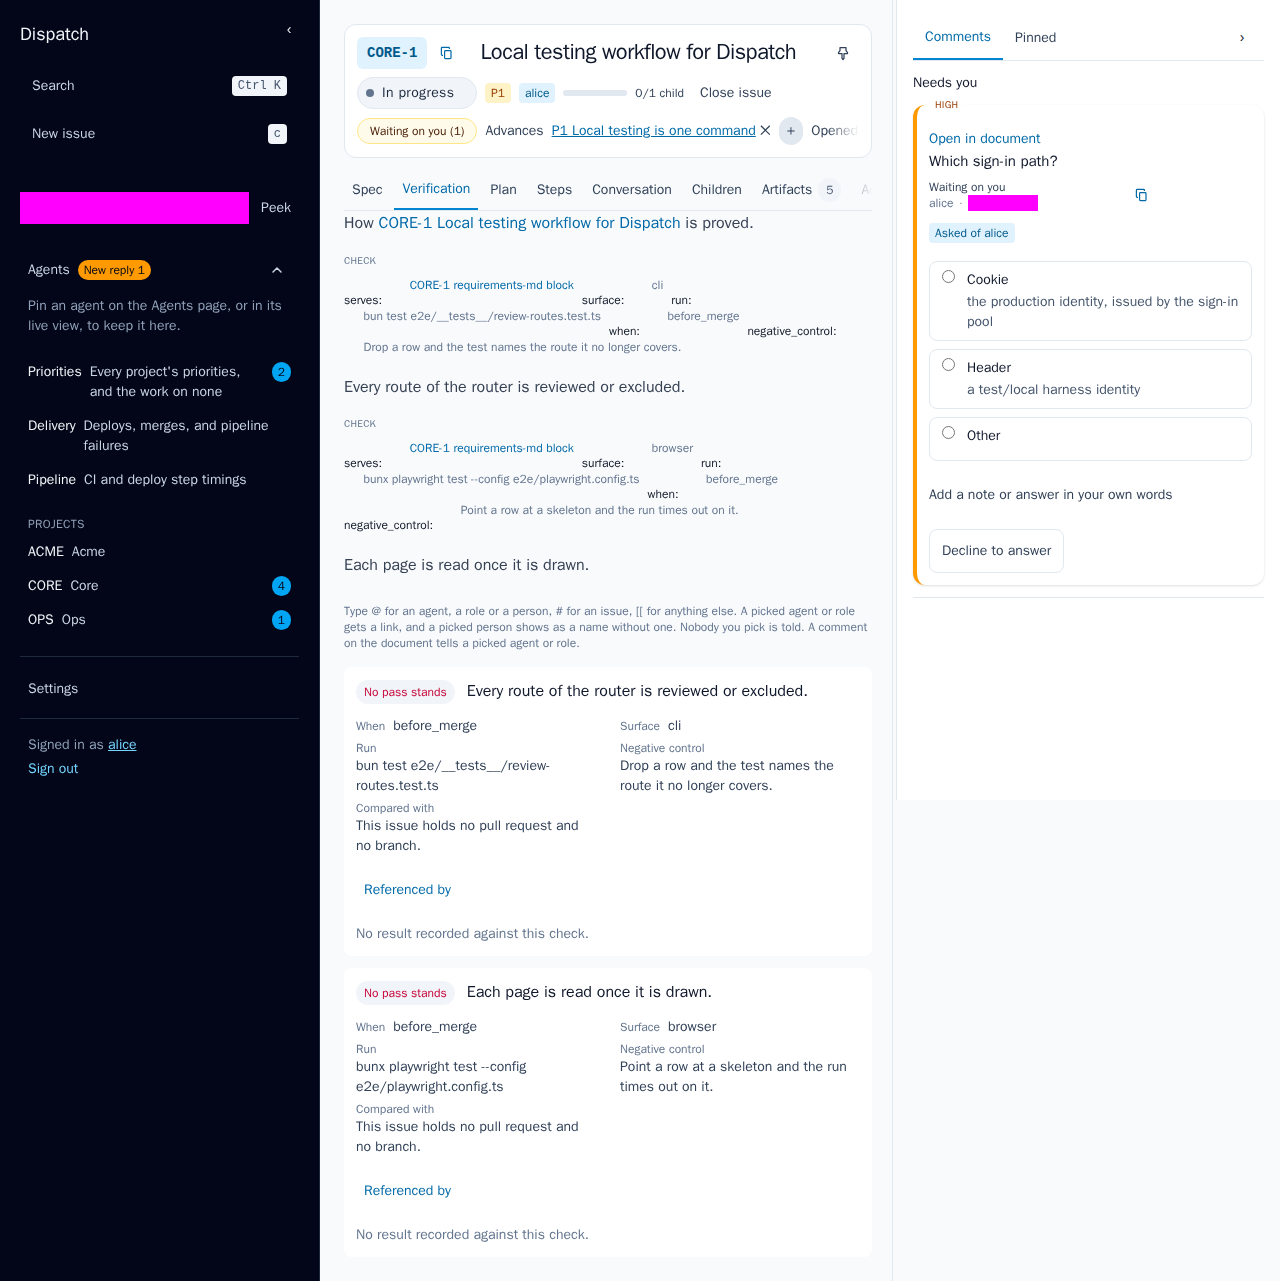 Dispatch
Search
Ctrl K
New issue
C
Peek
Agents
New reply 1
Pin an agent on the Agents page, or in its
live view, to keep it here.
Priorities
Every project's priorities,
and the work on none
2
Delivery
Deploys, merges, and pipeline
failures
Pipeline
CI and deploy step timings
PROJECTS
ACME Acme
CORE Core
4
OPS Ops
1
Settings
Signed in as alice
Sign out
CORE-1
Local testing workflow for Dispatch
In progress
P1
alice
0/1 child
Close issue
Waiting on you (1)
Advances
P1 Local testing is one command
Opened
Spec
Verification
Plan
Steps
Conversation
Children
Artifacts
5
How CORE-1 Local testing workflow for Dispatch is proved.
CHECK
CORE-1 requirements-md block
cli
serves:
surface:
run:
bun test e2e/__tests__/review-routes.test.ts
before_merge
when:
negative_control:
Drop a row and the test names the route it no longer covers.
Every route of the router is reviewed or excluded.
CHECK
CORE-1 requirements-md block
browser
serves:
surface:
run:
bunx playwright test --config e2e/playwright.config.ts
before_merge
when:
Point a row at a skeleton and the run times out on it.
negative_control:
Each page is read once it is drawn.
Type @ for an agent, a role or a person, # for an issue, [[ for anything else. A picked agent or role
gets a link, and a picked person shows as a name without one. Nobody you pick is told. A comment
on the document tells a picked agent or role.
No pass stands
Every route of the router is reviewed or excluded.
When before_merge
Surface cli
Run
Negative control
bun test e2e/__tests__/review-
routes.test.ts
Drop a row and the test names the
route it no longer covers.
Compared with
This issue holds no pull request and
no branch.
Referenced by
No result recorded against this check.
No pass stands
Each page is read once it is drawn.
When before_merge
Surface browser
Run
Negative control
bunx playwright test --config
e2e/playwright.config.ts
Point a row at a skeleton and the run
times out on it.
Compared with
This issue holds no pull request and
no branch.
Referenced by
No result recorded against this check.
Comments
Pinned
Needs you
HIGH
Open in document
Which sign-in path?
Waiting on you
alice ·
Asked of alice
Cookie
the production identity, issued by the sign-in
pool
Header
a test/local harness identity
Other
Add a note or answer in your own words
Decline to answer